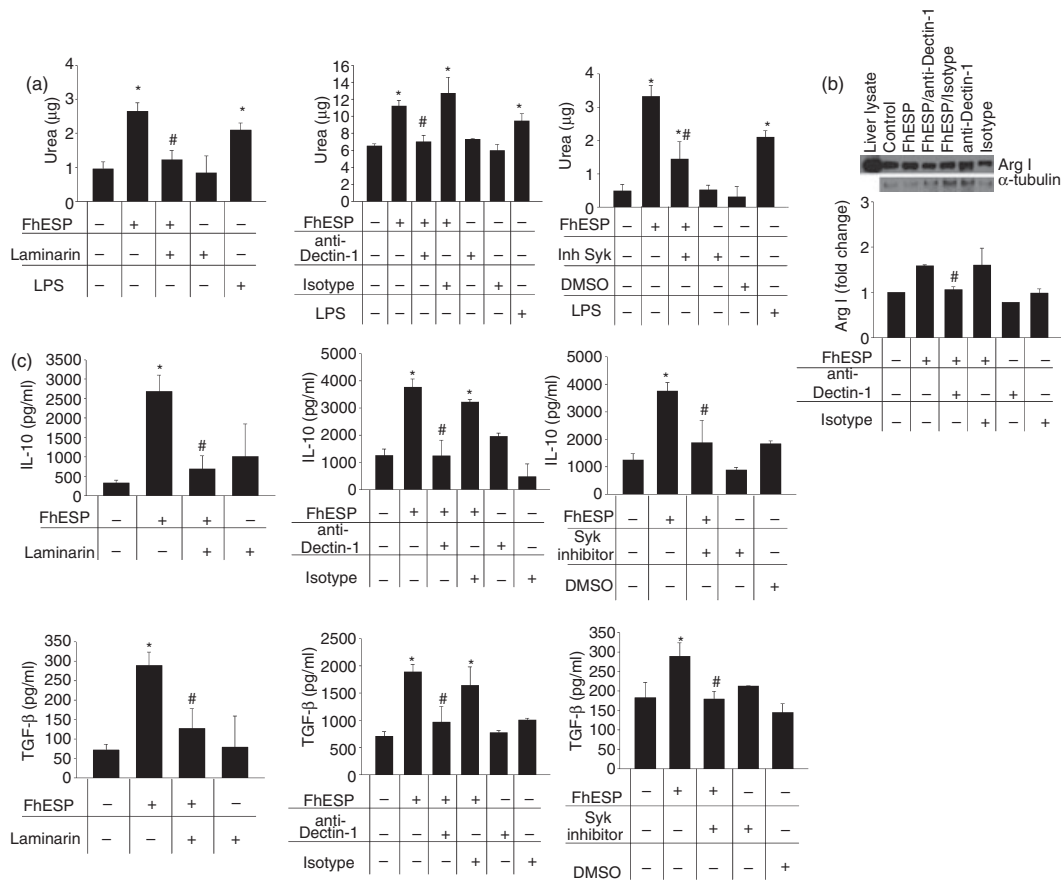 (a)
Urea (µg)
4
3
2
1
0
*
#
*
FhESP – + + – –
Laminarin – – + + –
LPS – – – – +
Urea (µg)
16
14
12
10
8
6
4
2
0
*
#
*
*
FhESP – + + + – – –
anti-
Dectin-1 – – + – + – –
Isotype – – – + – + –
LPS – – – – – – +
Urea (µg)
4
3
2
1
0
*
*#
*
FhESP – + + – – –
Inh Syk – – + + – –
DMSO – – – – + –
LPS – – – – – +
(b)
Liver lysate
Control
FhESP
FhESP/anti-Dectin-1
FhESP/Isotype
anti-Dectin-1
Isotype
Arg I
α-tubulin
Arg I (fold change)
3
2
1
0
#
FhESP – + + + – –
anti-
Dectin-1 – – + – + –
Isotype – – – + – +
(c)
IL-10 (pg/ml)
3500
3000
2500
2000
1500
1000
500
0
*
#
FhESP – + + –
Laminarin – – + +
IL-10 (pg/ml)
5000
4000
3000
2000
1000
0
*
#
*
FhESP – + + + – –
anti-
Dectin-1 – – + – + –
Isotype – – – + – +
IL-10 (pg/ml)
5000
4000
3000
2000
1000
0
*
#
FhESP – + + – –
Syk
inhibitor – – + + –
DMSO – – – – +
TGF-β (pg/ml)
350
300
250
200
150
100
50
0
*
#
FhESP – + + –
Laminarin – – + +
TGF-β (pg/ml)
2500
2000
1500
1000
500
0
*
#
*
FhESP – + + + – –
anti-
Dectin-1 – – + – + –
Isotype – – – + – +
TGF-β (pg/ml)
350
300
250
200
150
100
50
0
*
#
FhESP – + + – –
Syk
inhibitor – – + + –
DMSO – – – – +